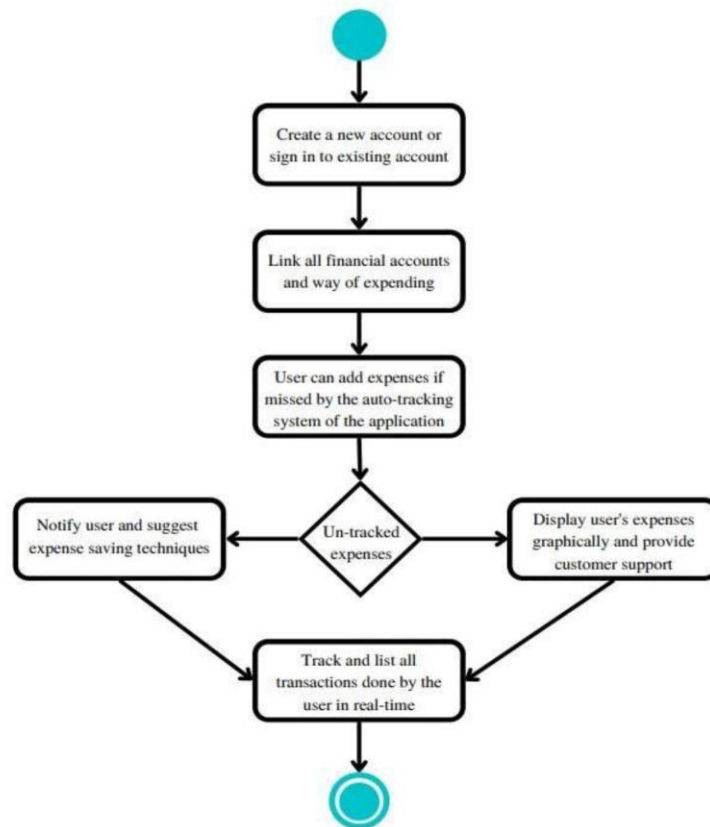 Create a new account or
sign in to existing account
Link all financial accounts
and way of expending
User can add expenses if
missed by the auto-tracking
system of the application
Un-tracked
expenses
Notify user and suggest
expense saving techniques
Display user's expenses
graphically and provide
customer support
Track and list all
transactions done by the
user in real-time